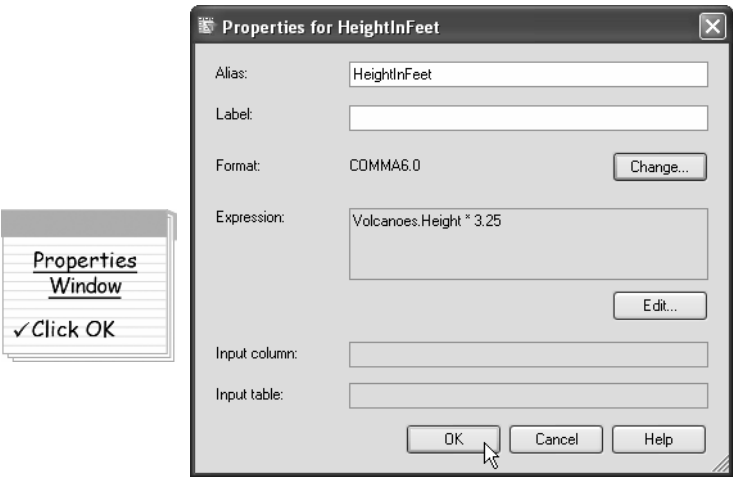 Properties for HeightInFeet
Alias: HeightInFeet
Label:
Format: COMMA6.0 Change...
Expression: Volcanoes.Height * 3.25
Edit...
Input column:
Input table:
OK Cancel Help
Properties
Window
✓Click OK